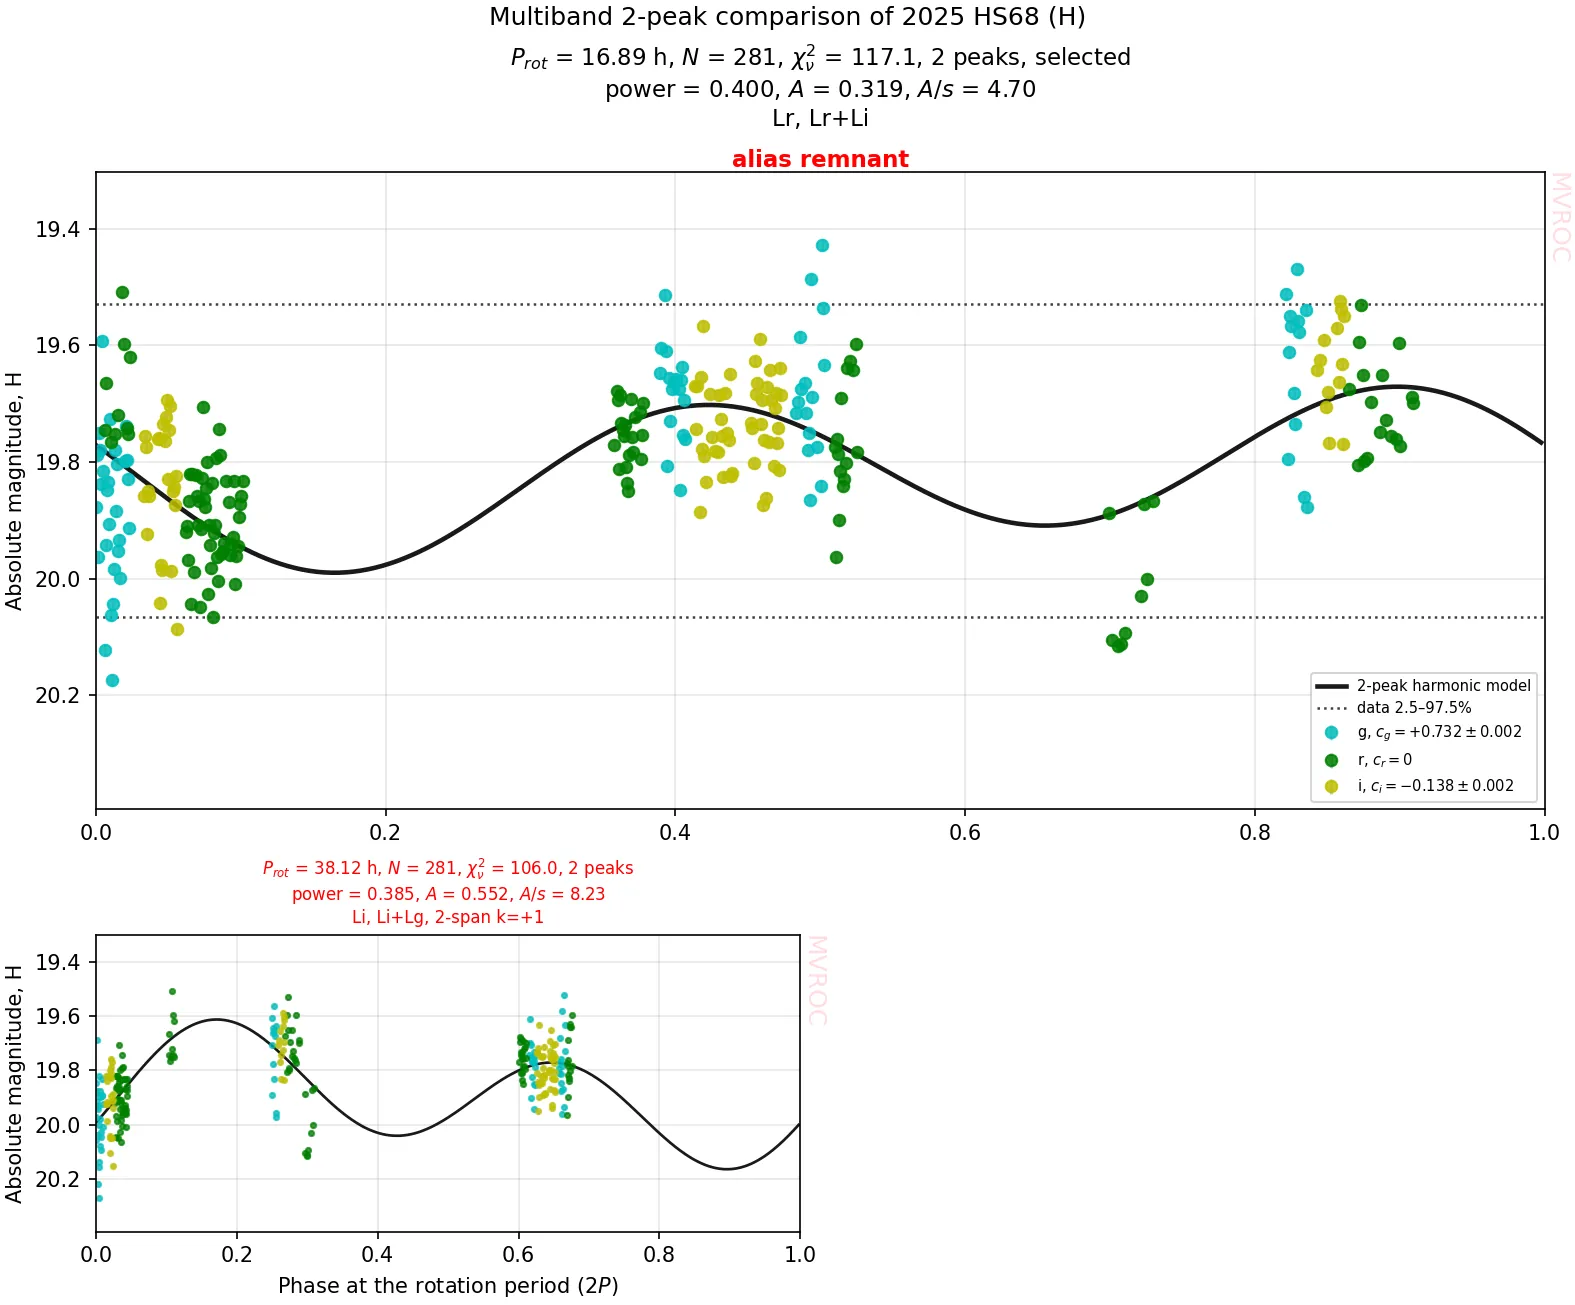 Multiband 2-peak comparison of 2025 HS68 (H)
P_rot = 16.89 h, N = 281, χ²_ν = 117.1, 2 peaks, selected
power = 0.400, A = 0.319, A/s = 4.70
Lr, Lr+Li
alias remnant
MVROC
Absolute magnitude, H
19.4
19.6
19.8
20.0
20.2
2-peak harmonic model
data 2.5–97.5%
g, c_g = +0.732 ± 0.002
r, c_r = 0
i, c_i = −0.138 ± 0.002
0.0 0.2 0.4 0.6 0.8 1.0
P_rot = 38.12 h, N = 281, χ²_ν = 106.0, 2 peaks
power = 0.385, A = 0.552, A/s = 8.23
Li, Li+Lg, 2-span k=+1
MVROC
Absolute magnitude, H
19.4
19.6
19.8
20.0
20.2
0.0 0.2 0.4 0.6 0.8 1.0
Phase at the rotation period (2P)